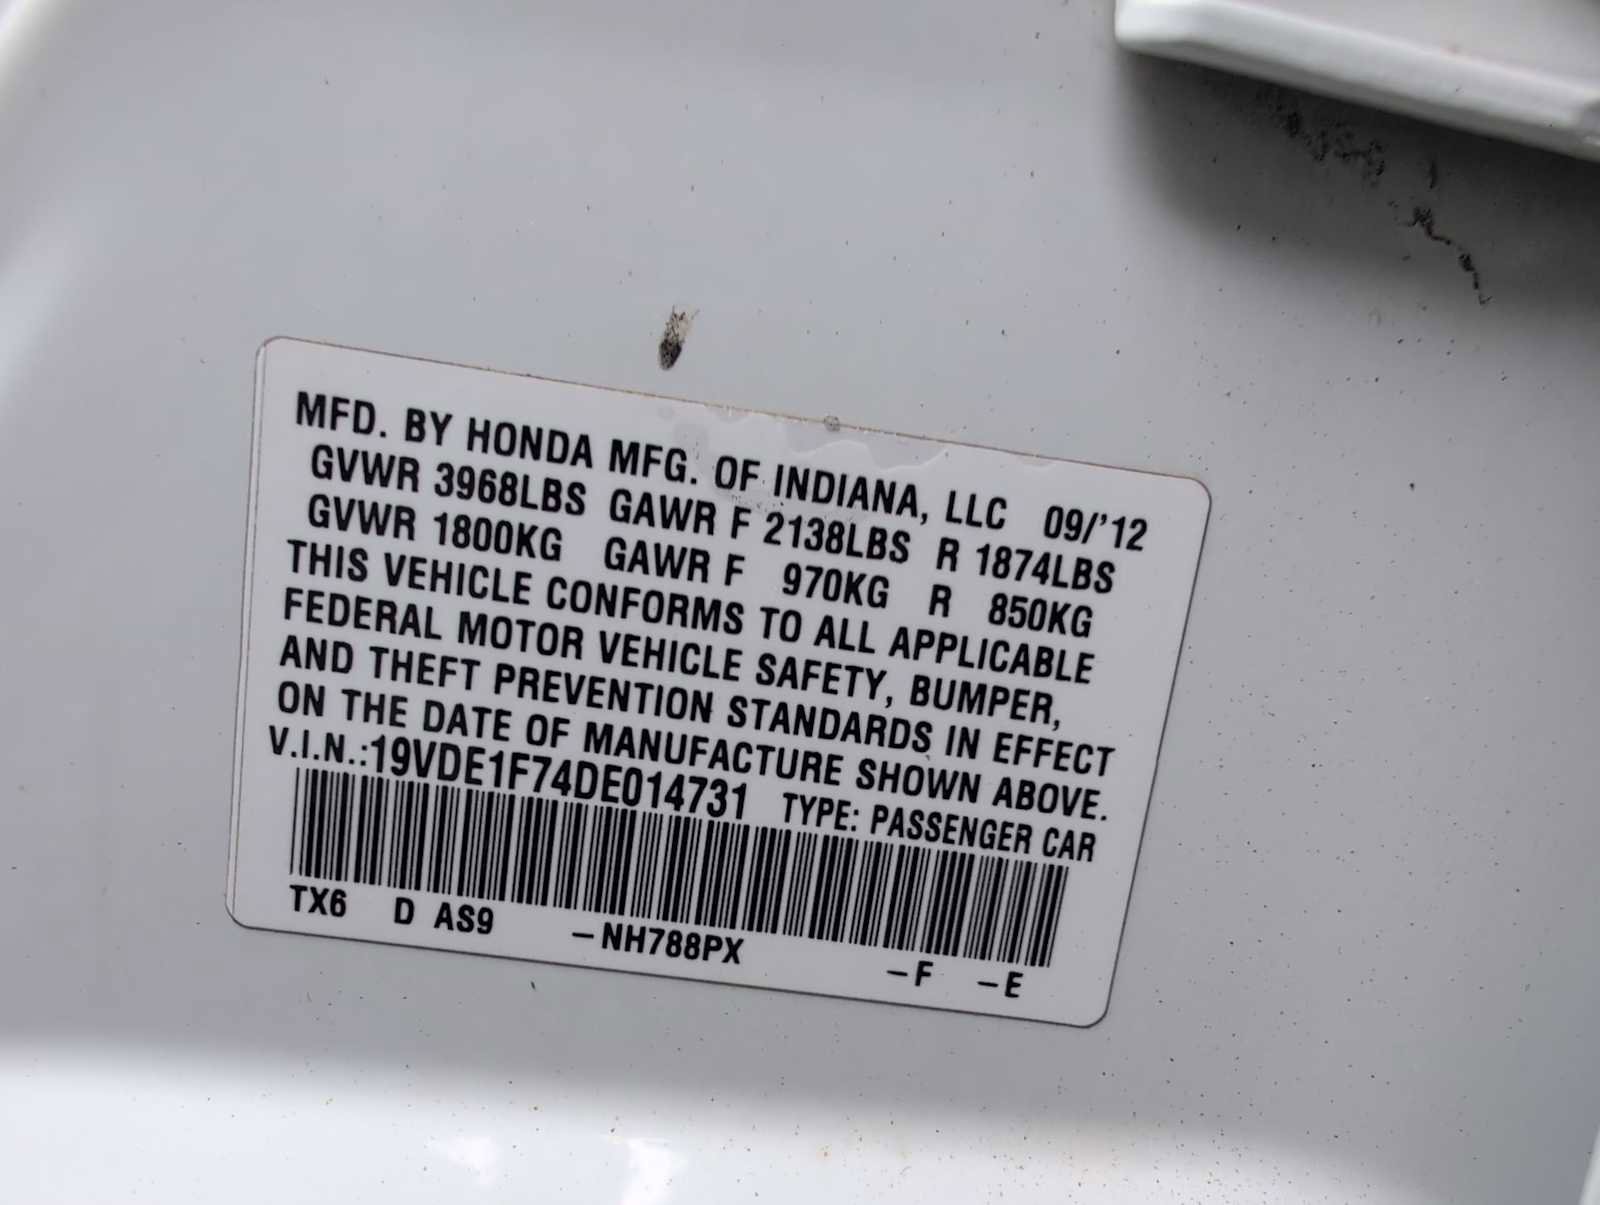 MFD. BY HONDA MFG. OF INDIANA, LLC 09/'12
GVWR 3968LBS GAWR F 2138LBS R 1874LBS
GVWR 1800KG GAWR F 970KG R 850KG
THIS VEHICLE CONFORMS TO ALL APPLICABLE
FEDERAL MOTOR VEHICLE SAFETY, BUMPER,
AND THEFT PREVENTION STANDARDS IN EFFECT
ON THE DATE OF MANUFACTURE SHOWN ABOVE.
V.I.N.:19VDE1F74DE014731 TYPE: PASSENGER CAR
TX6 D AS9 –NH788PX –F –E